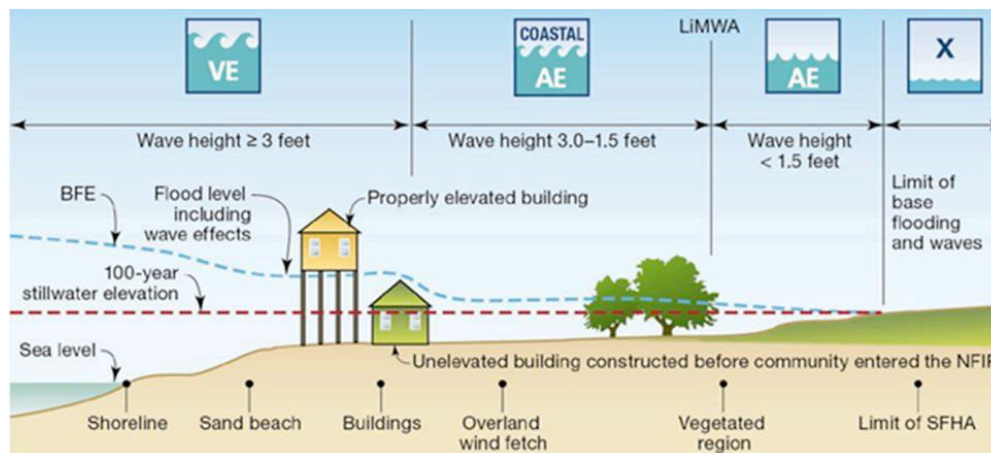 VE
COASTAL
AE
LiMWA
AE
X
Wave height ≥ 3 feet
Wave height 3.0–1.5 feet
Wave height
< 1.5 feet
BFE
Flood level
including
wave effects
Properly elevated building
Limit of
base
flooding
and waves
100-year
stillwater elevation
Sea level
Unelevated building constructed before community entered the NFIP
Shoreline
Sand beach
Buildings
Overland
wind fetch
Vegetated
region
Limit of SFHA